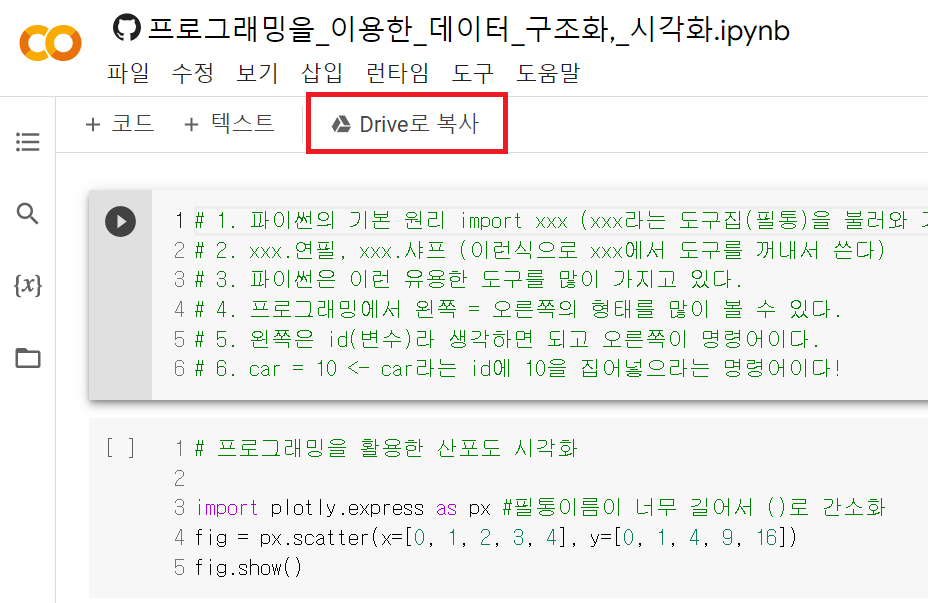 프로그래밍을_이용한_데이터_구조화,_시각화.ipynb
파일 수정 보기 삽입 런타임 도구 도움말
+ 코드 + 텍스트 Drive로 복사
1 # 1. 파이썬의 기본 원리 import xxx (xxx라는 도구집(필통)을 불러와
2 # 2. xxx.연필, xxx.샤프 (이런식으로 xxx에서 도구를 꺼내서 쓴다)
3 # 3. 파이썬은 이런 유용한 도구를 많이 가지고 있다.
4 # 4. 프로그래밍에서 왼쪽 = 오른쪽의 형태를 많이 볼 수 있다.
5 # 5. 왼쪽은 id(변수)라 생각하면 되고 오른쪽이 명령어이다.
6 # 6. car = 10 <- car라는 id에 10을 집어넣으라는 명령어이다!
{x}
[ ] 1 # 프로그래밍을 활용한 산포도 시각화
2
3 import plotly.express as px #필통이름이 너무 길어서 ()로 간소화
4 fig = px.scatter(x=[0, 1, 2, 3, 4], y=[0, 1, 4, 9, 16])
5 fig.show()